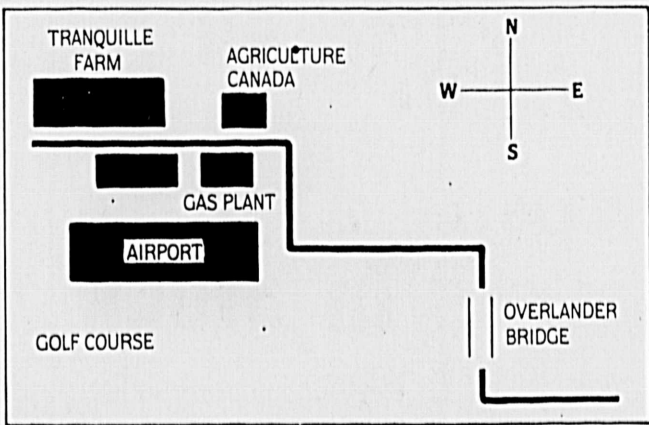 TRANQUILLE
FARM
AGRICULTURE
CANADA
N
W
E
S
GAS PLANT
AIRPORT
OVERLANDER
BRIDGE
GOLF COURSE